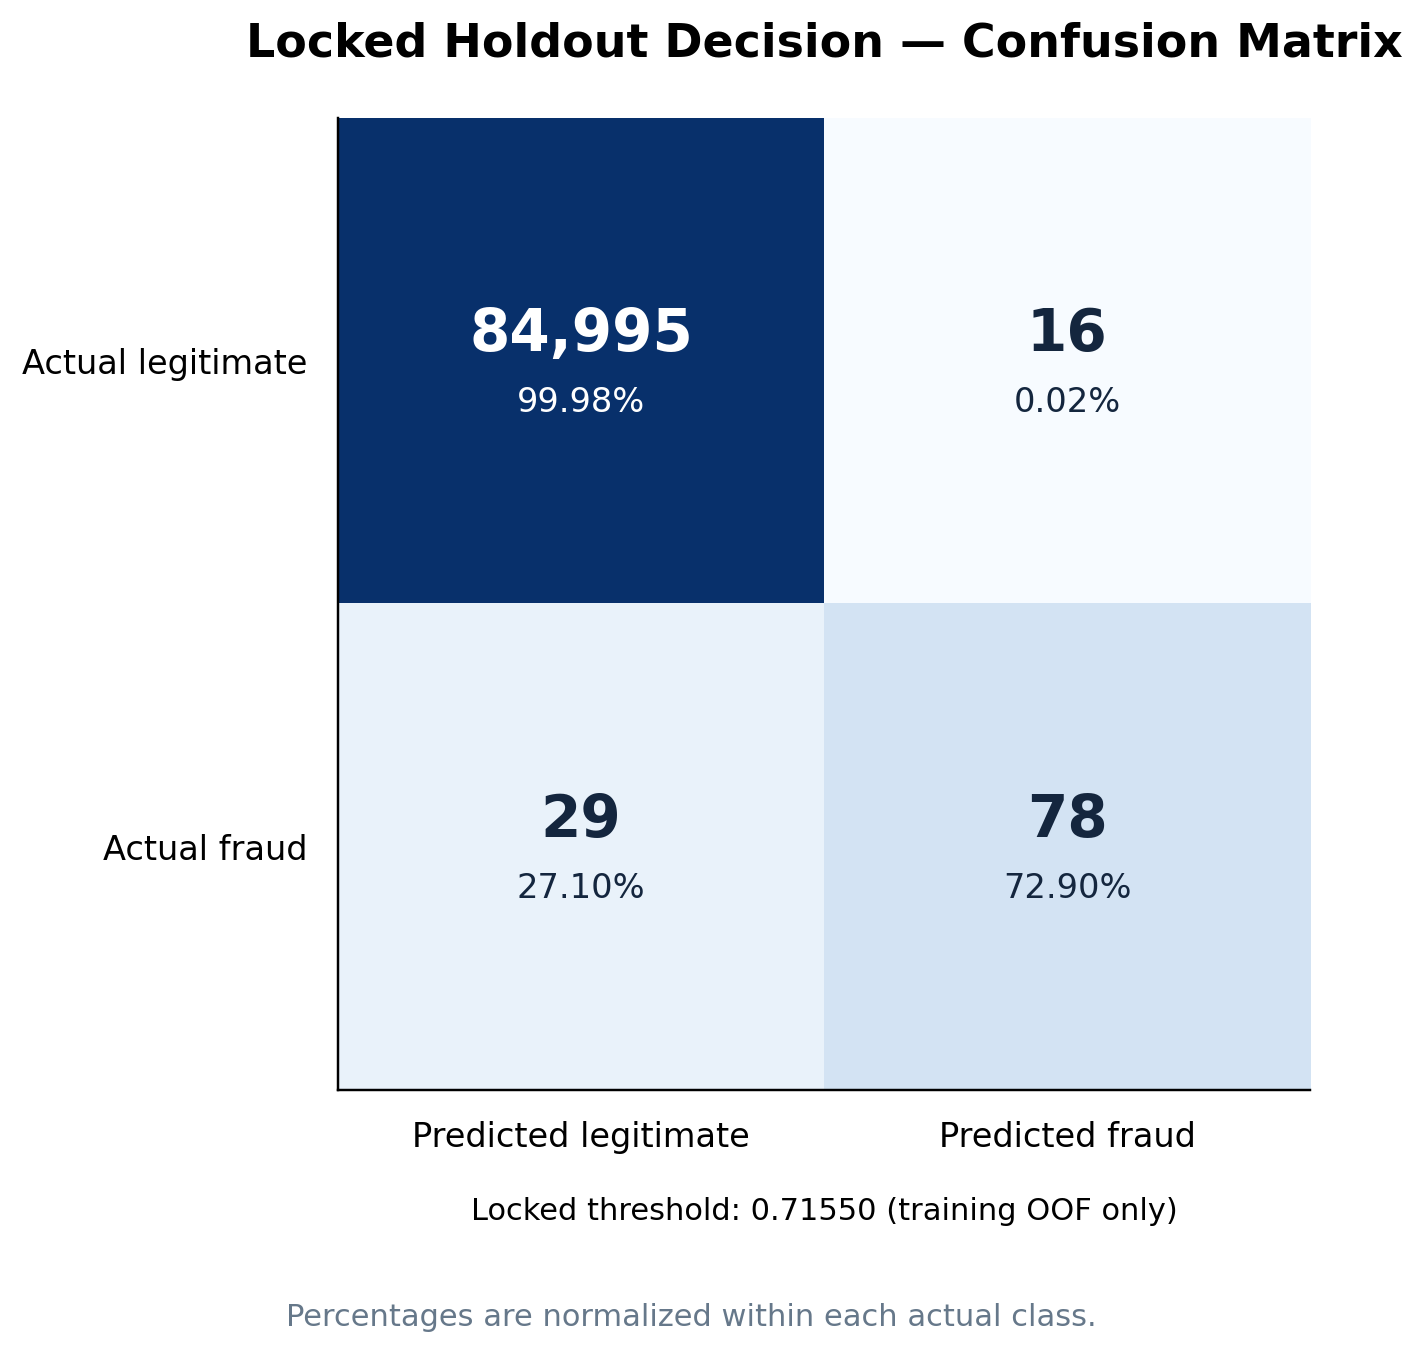 Locked Holdout Decision — Confusion Matrix
Actual legitimate
84,995
99.98%
16
0.02%
Actual fraud
29
27.10%
78
72.90%
Predicted legitimate
Predicted fraud
Locked threshold: 0.71550 (training OOF only)
Percentages are normalized within each actual class.